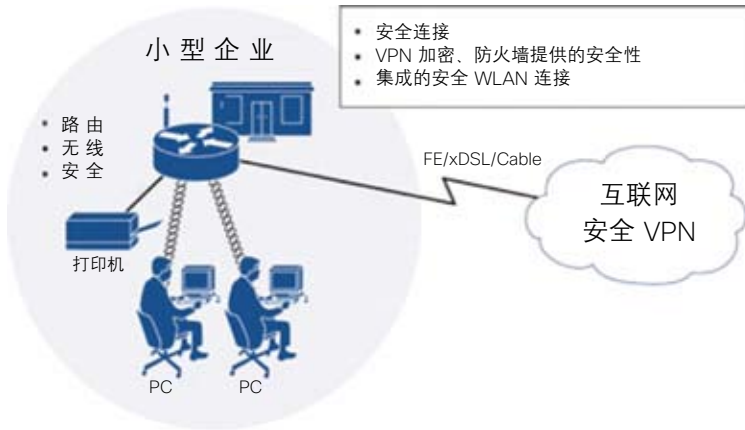 小型企业
• 安全连接
• VPN 加密、防火墙提供的安全性
• 集成的安全 WLAN 连接
• 路由
• 无线
• 安全
FE/xDSL/Cable
互联网
安全 VPN
打印机
PC
PC